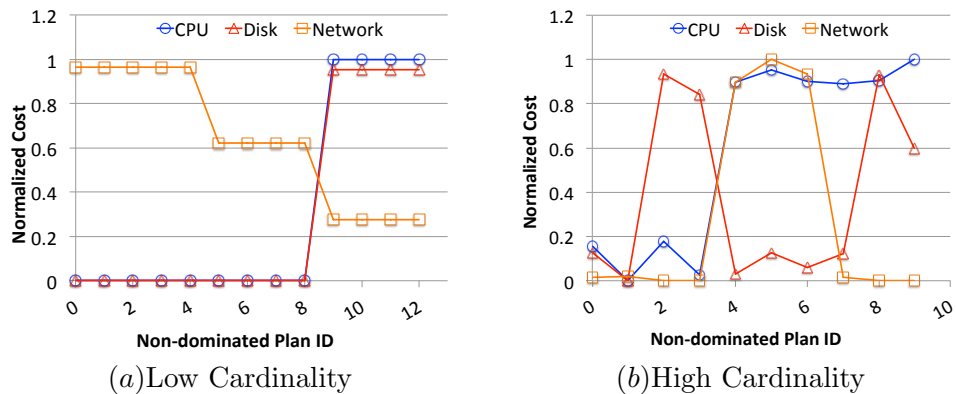 1.2
CPU Disk Network
1
0.8
0.6
0.4
0.2
0
0 2 4 6 8 10 12
Normalized Cost
Non-dominated Plan ID
(a)Low Cardinality
1.2
CPU Disk Network
1
0.8
0.6
0.4
0.2
0
0 2 4 6 8 10
Normalized Cost
Non-dominated Plan ID
(b)High Cardinality